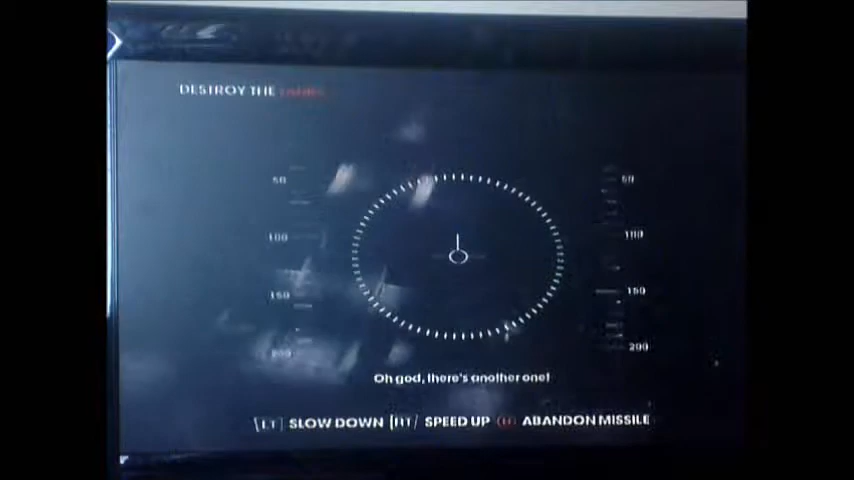 DESTROY THE TANKS
50 50
100 100
150 150
200 200
Oh god, there's another one!
[LT] SLOW DOWN [RT] SPEED UP (B) ABANDON MISSILE